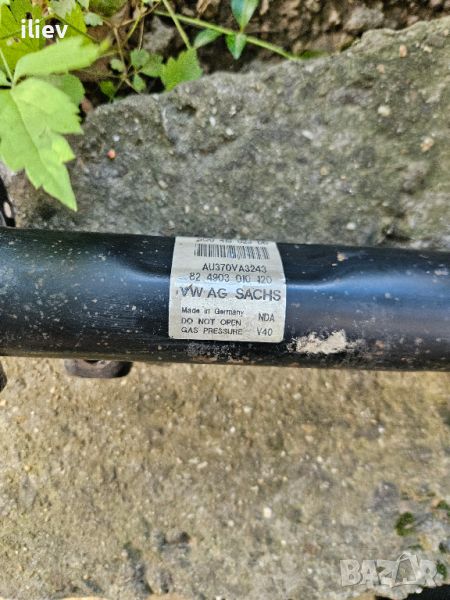 iliev
AU370VA3243
82 4903 010 120
VW AG SACHS
Made in Germany NDA
DO NOT OPEN
GAS PRESSURE V40
BAZAR